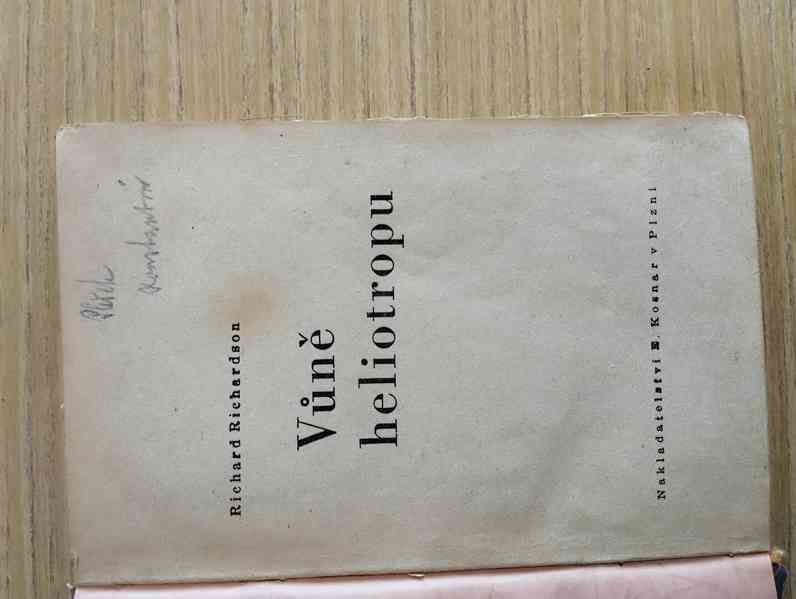 Richard Richardson
Vůně
heliotropu
Nakladatelství E. Kosnar v Plzni